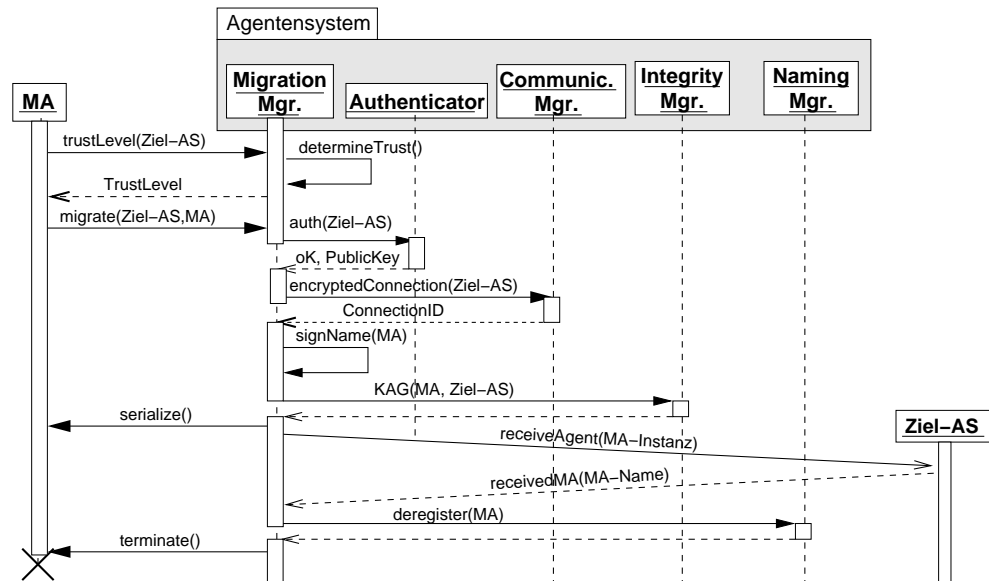 Agentensystem
MA
Migration
Mgr.
Authenticator
Communic.
Mgr.
Integrity
Mgr.
Naming
Mgr.
trustLevel(Ziel–AS)
determineTrust()
TrustLevel
migrate(Ziel–AS,MA)
auth(Ziel–AS)
oK, PublicKey
encryptedConnection(Ziel–AS)
ConnectionID
signName(MA)
KAG(MA, Ziel–AS)
serialize()
receiveAgent(MA–Instanz)
Ziel–AS
receivedMA(MA–Name)
deregister(MA)
terminate()